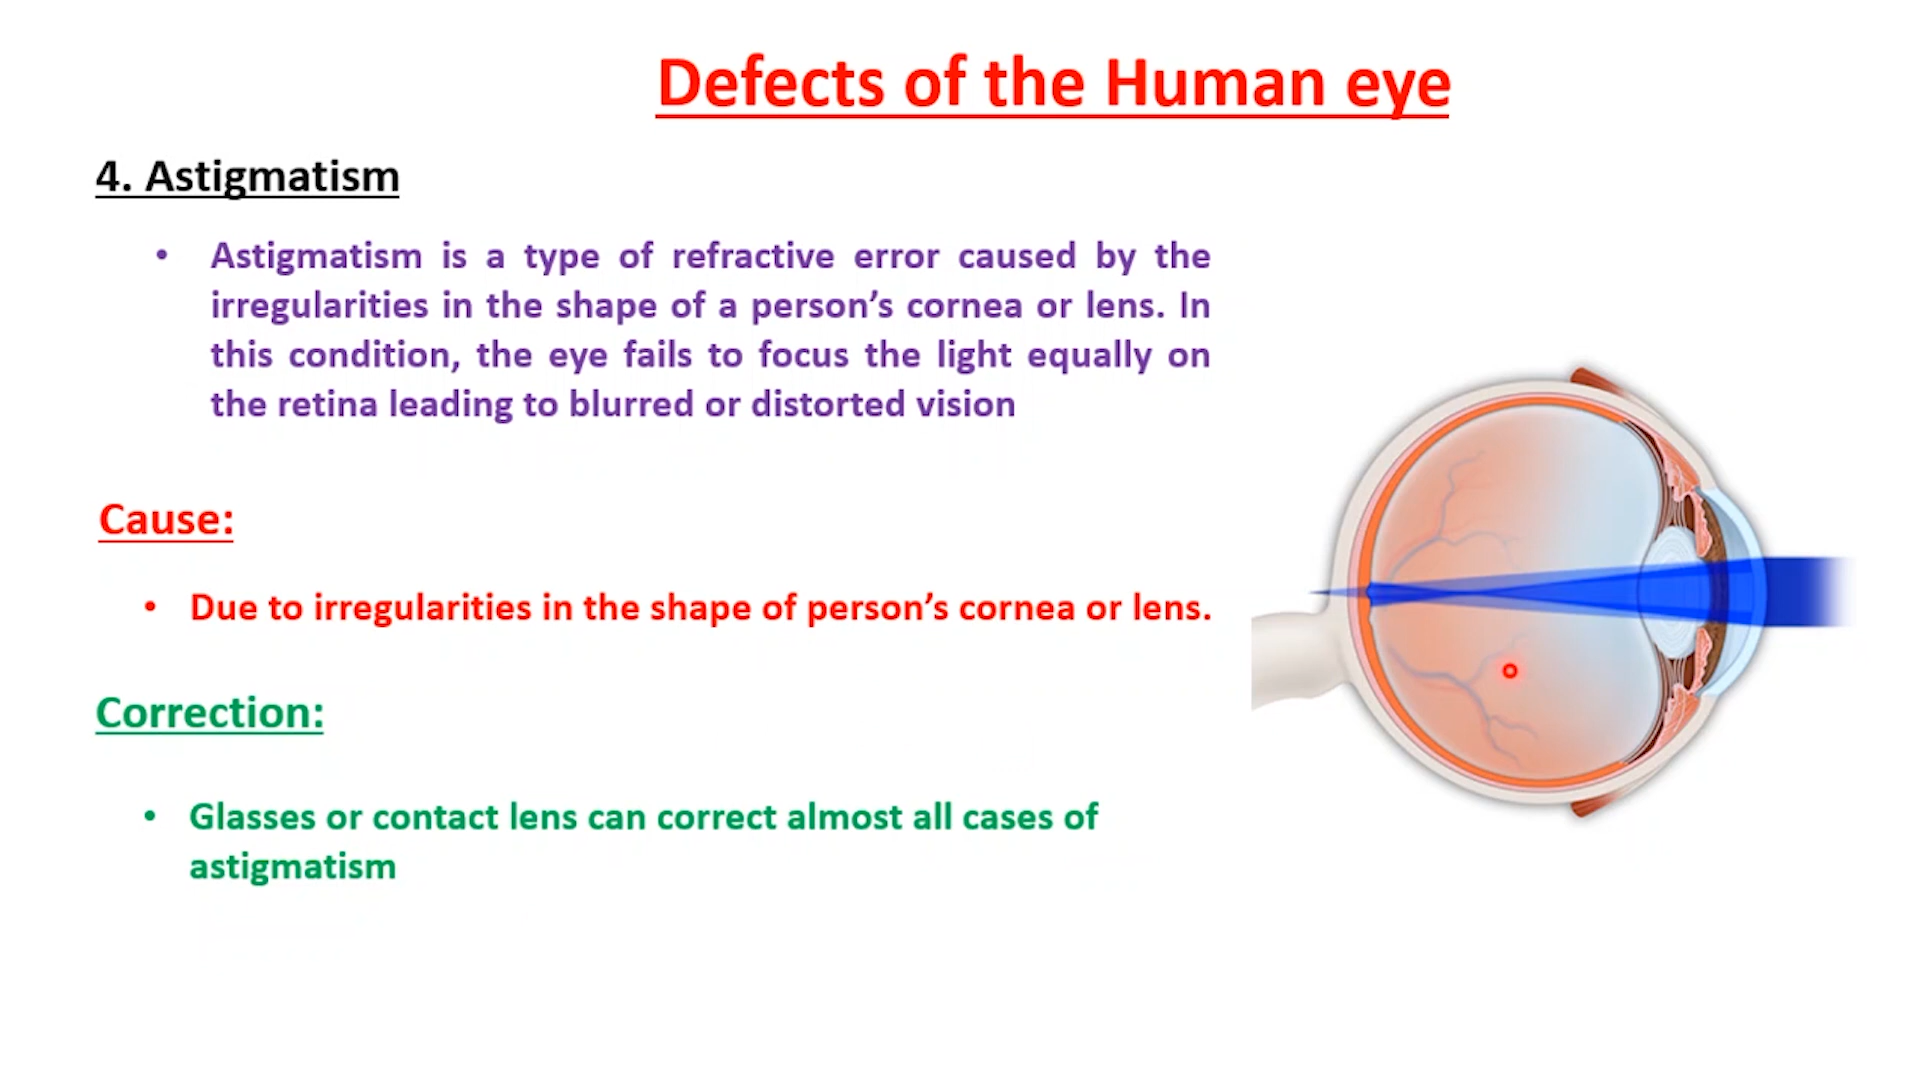 Defects of the Human eye
4. Astigmatism
• Astigmatism is a type of refractive error caused by the
irregularities in the shape of a person’s cornea or lens. In
this condition, the eye fails to focus the light equally on
the retina leading to blurred or distorted vision
Cause:
• Due to irregularities in the shape of person’s cornea or lens.
Correction:
• Glasses or contact lens can correct almost all cases of
astigmatism